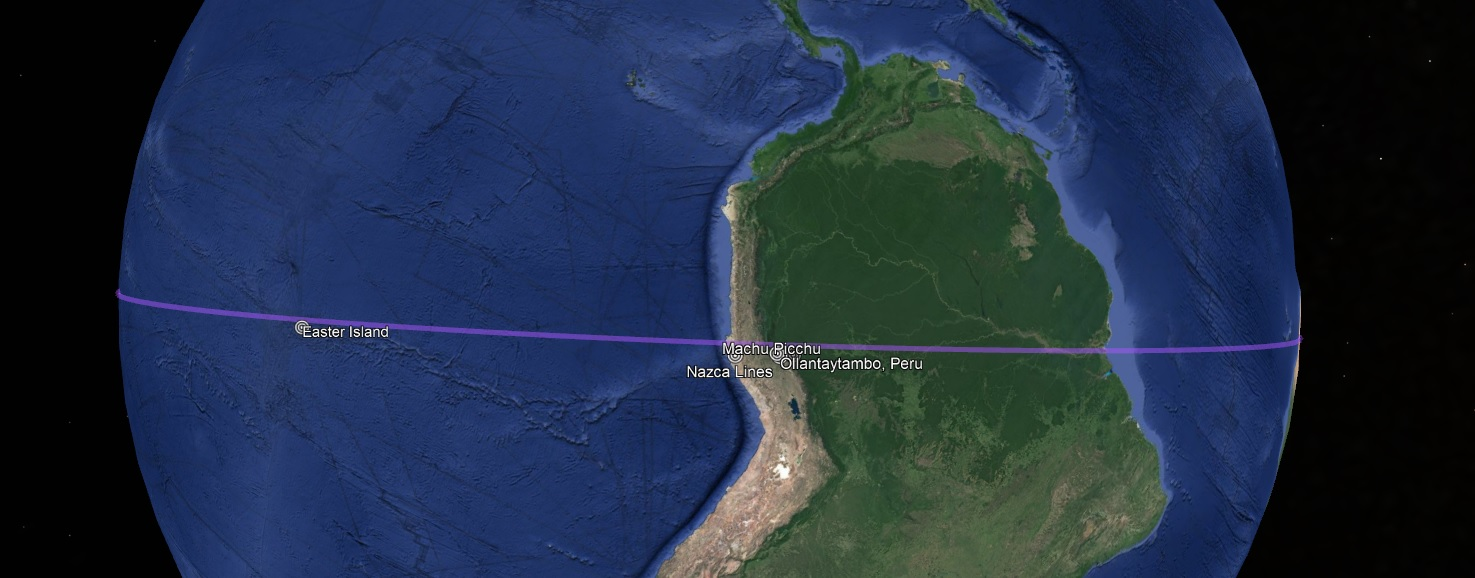 Easter Island
Machu Picchu
Ollantaytambo, Peru
Nazca Lines